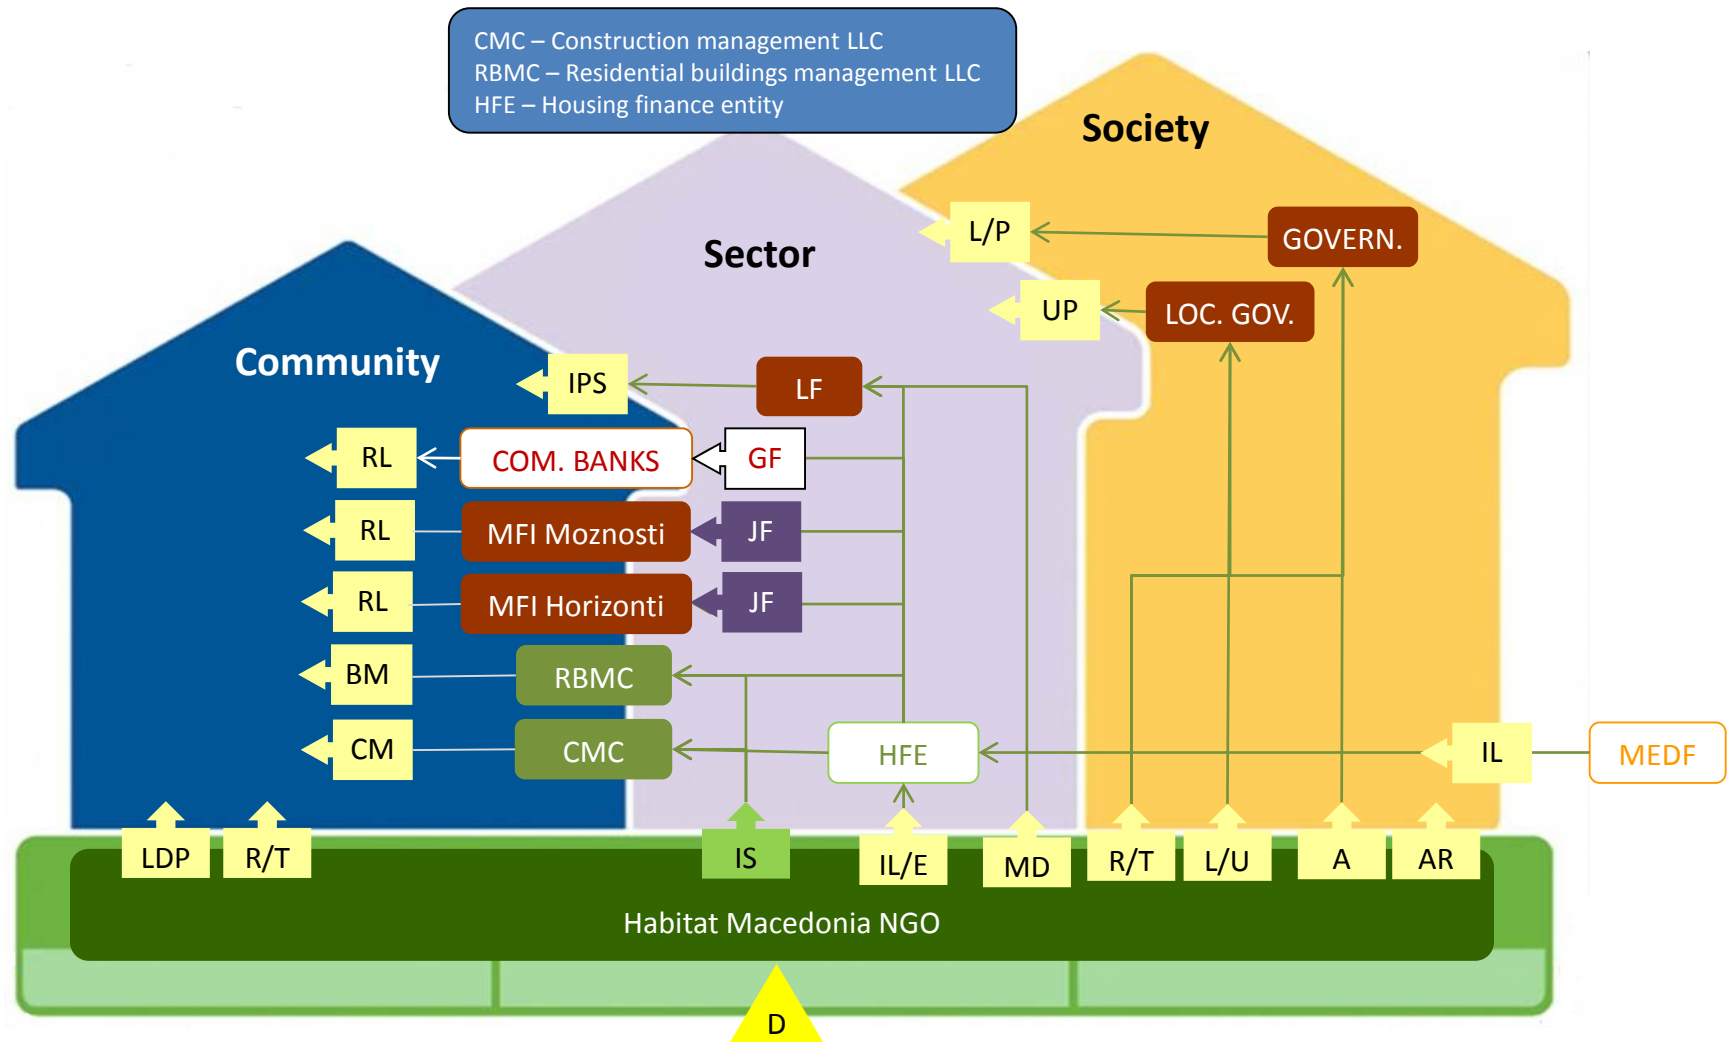 CMC – Construction management LLC
RBMC – Residential buildings management LLC
HFE – Housing finance entity
Society
L/P
GOVERN.
Sector
UP
LOC. GOV.
Community
IPS
LF
RL
COM. BANKS
GF
RL
MFI Moznosti
JF
RL
MFI Horizonti
JF
BM
RBMC
CM
CMC
HFE
IL
MEDF
LDP
R/T
IS
IL/E
MD
R/T
L/U
A
AR
Habitat Macedonia NGO
D